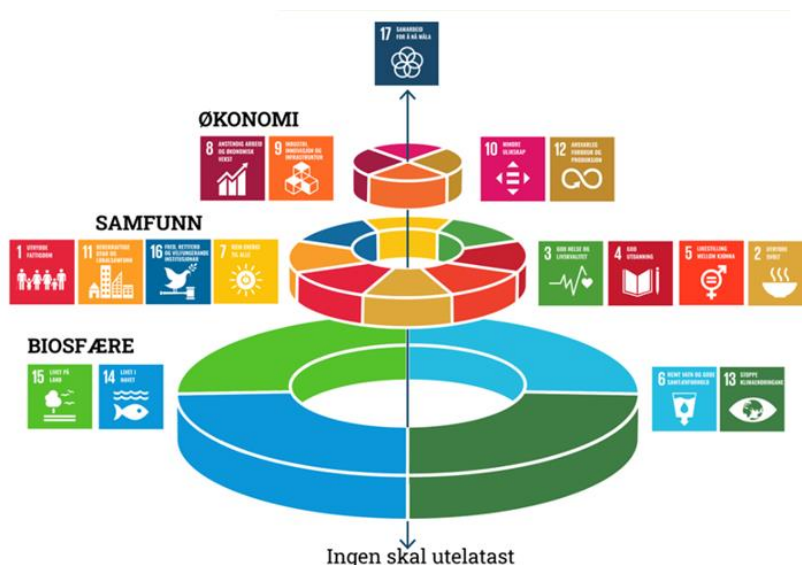 17 SAMARBEID
FOR Å NÅ MÅLA
ØKONOMI
8 ANSTENDIG ARBEID
OG ØKONOMISK
VEKST
9 INDUSTRI,
INNOVASJON OG
INFRASTRUKTUR
10 MINDRE
ULIKSKAP
12 ANSVARLEG
FORBRUK OG
PRODUKSJON
SAMFUNN
1 UTRYDDE
FATTIGDOM
11 BEREKRAFTIGE
BYAR OG
LOKALSAMFUNN
16 FRED, RETTFERD
OG VELFUNGERANDE
INSTITUSJONAR
7 REIN ENERGI
TIL ALLE
3 GOD HELSE OG
LIVSKVALITET
4 GOD
UTDANNING
5 LIKESTILLING
MELLOM KJØNNA
2 UTRYDDE
BIOSFÆRE
15 LIVET PÅ
LAND
14 LIVET I
HAVET
6 REINT VATN OG GODE
SANITÆRFORHOLD
13 STOPPE
KLIMAENDRINGANE
Ingen skal utelatast